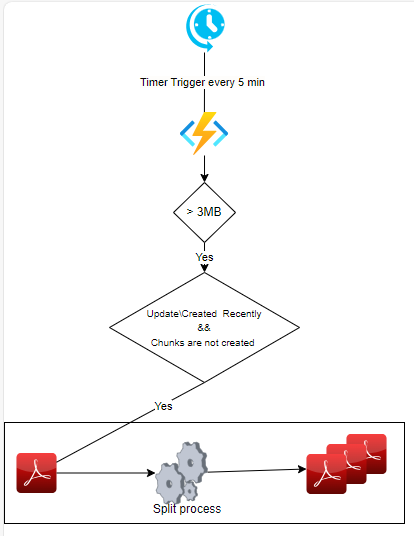 Timer Trigger every 5 min
> 3MB
Yes
Update\Created Recently
&&
Chunks are not created
Yes
Split process